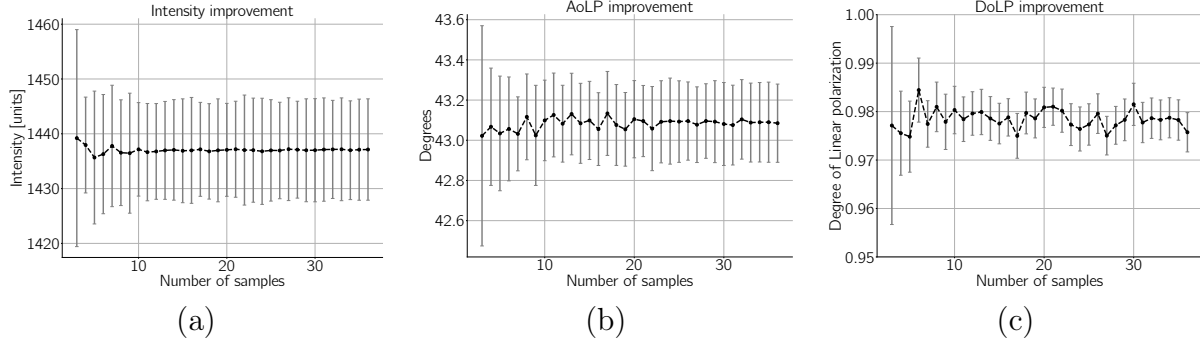 Intensity improvement
Intensity [units]
1460
1450
1440
1430
1420
10 20 30
Number of samples
(a)
AoLP improvement
Degrees
43.6
43.4
43.2
43.0
42.8
42.6
10 20 30
Number of samples
(b)
DoLP improvement
Degree of Linear polarization
1.00
0.99
0.98
0.97
0.96
0.95
10 20 30
Number of samples
(c)